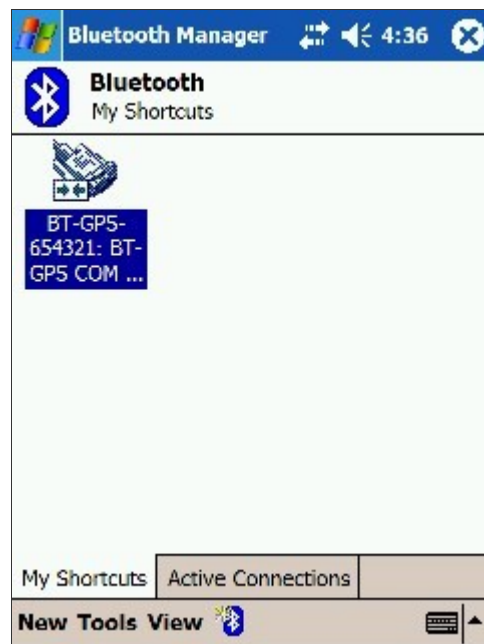 Bluetooth Manager 4:36
Bluetooth
My Shortcuts
BT-GPS-
654321: BT-
GPS COM ...
My Shortcuts Active Connections
New Tools View